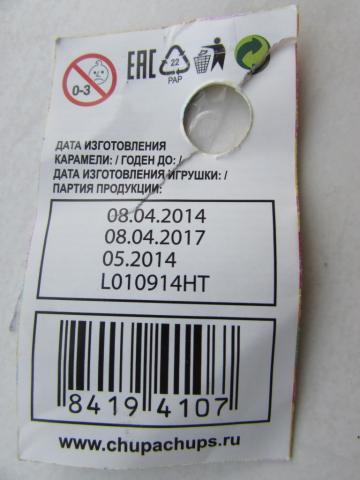 0-3
EAC
22
PAP
ДАТА ИЗГОТОВЛЕНИЯ
КАРАМЕЛИ: / ГОДЕН ДО: /
ДАТА ИЗГОТОВЛЕНИЯ ИГРУШКИ: /
ПАРТИЯ ПРОДУКЦИИ:
08.04.2014
08.04.2017
05.2014
L010914HT
8419 4107
www.chupachups.ru